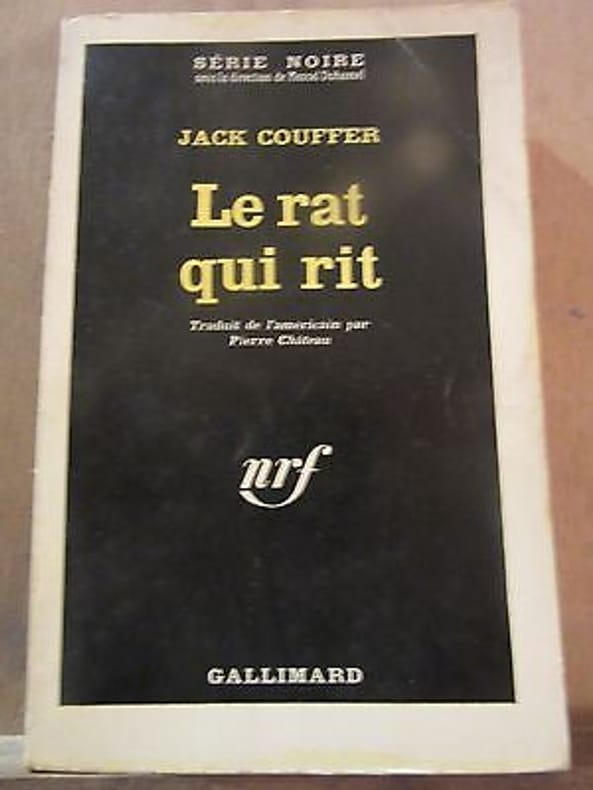 SÉRIE NOIRE
sous la direction de Marcel Duhamel
JACK COUFFER
Le rat
qui rit
Traduit de l'américain par
Pierre Château
nrf
GALLIMARD